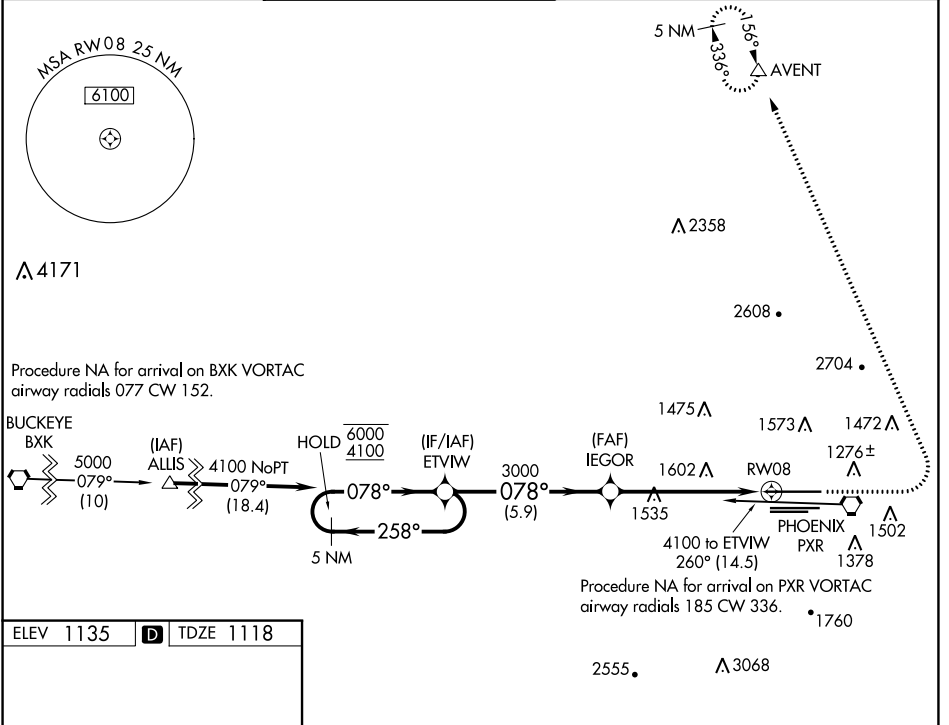 MSA RW08 25 NM
6100
5 NM
336°
156°
AVENT
4171
2358
2608
2704
Procedure NA for arrival on BXK VORTAC
airway radials 077 CW 152.
BUCKEYE
BXK
5000
079°
(10)
(IAF)
ALLIS
4100 NoPT
079°
(18.4)
HOLD
6000
4100
078°
258°
5 NM
(IF/IAF)
ETVIW
3000
078°
(5.9)
(FAF)
IEGOR
1475
1602
1535
1573
1472
1276±
RW08
PHOENIX
PXR
1502
1378
4100 to ETVIW
260° (14.5)
Procedure NA for arrival on PXR VORTAC
airway radials 185 CW 336.
1760
2555
3068
ELEV 1135 D TDZE 1118